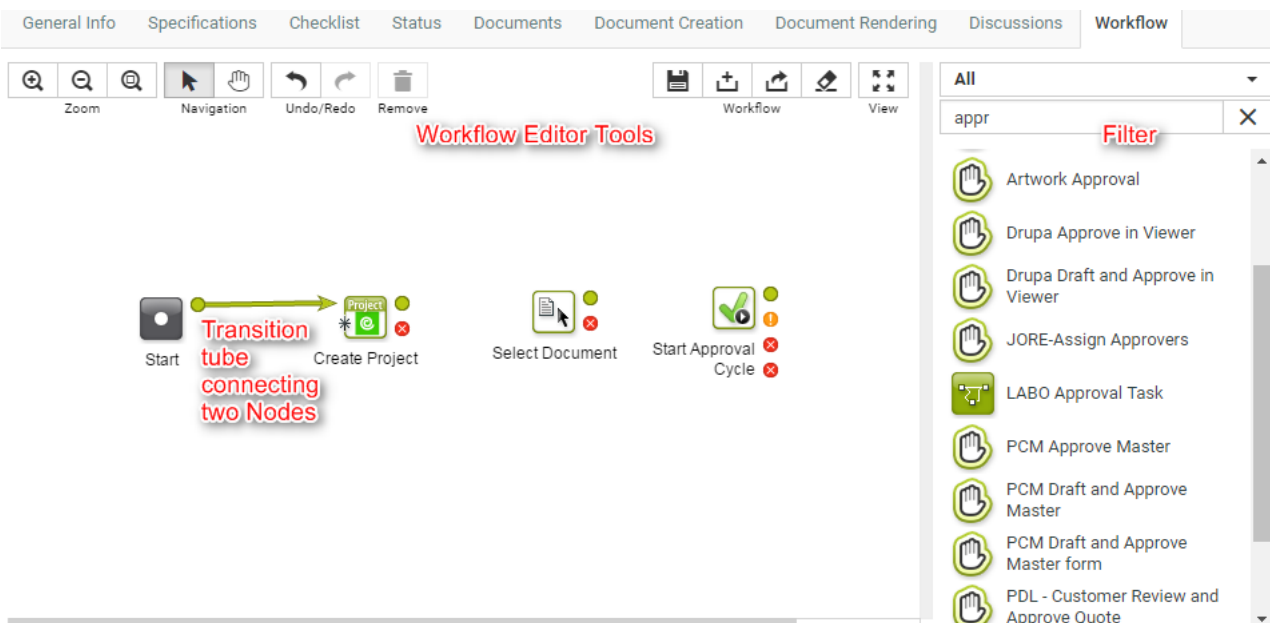 General Info Specifications Checklist Status Documents Document Creation Document Rendering Discussions Workflow
Zoom Navigation Undo/Redo Remove Workflow View
All
appr
Workflow Editor Tools
Filter
Artwork Approval
Drupa Approve in Viewer
Drupa Draft and Approve in
Viewer
JORE-Assign Approvers
LABO Approval Task
PCM Approve Master
PCM Draft and Approve
Master
PCM Draft and Approve
Master form
PDL - Customer Review and
Approve Quote
Project
Start
Transition
tube
connecting
two Nodes
Create Project
Select Document
Start Approval
Cycle